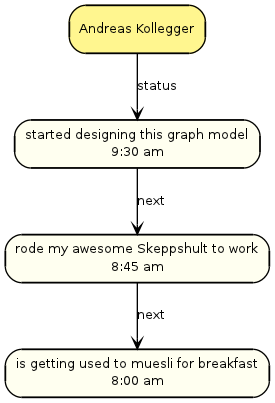 Andreas Kollegger
status
started designing this graph model
9:30 am
next
rode my awesome Skeppshult to work
8:45 am
next
is getting used to muesli for breakfast
8:00 am